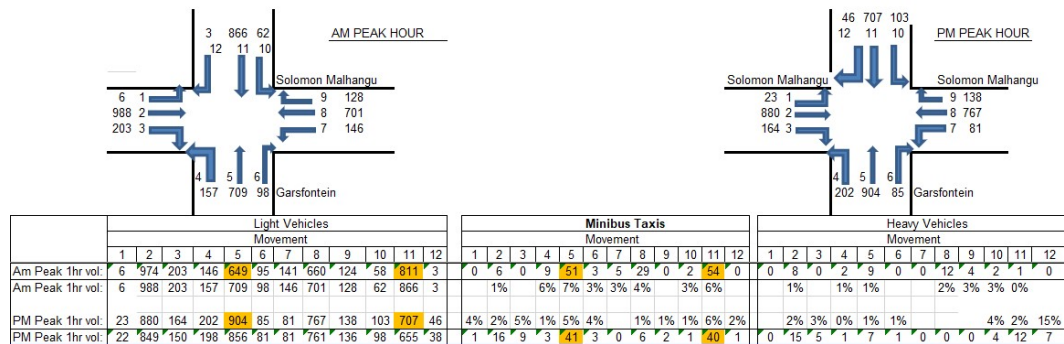 3 866 62 AM PEAK HOUR
12 11 10
Solomon Malhangu
6 1 9 128
988 2 8 701
203 3 7 146
4 5 6
157 709 98 Garsfontein
46 707 103 PM PEAK HOUR
12 11 10
Solomon Malhangu Solomon Malhangu
23 1 9 138
880 2 8 767
164 3 7 81
4 5 6
202 904 85 Garsfontein
Light Vehicles Minibus Taxis Heavy Vehicles
Movement Movement Movement
1 2 3 4 5 6 7 8 9 10 11 12 1 2 3 4 5 6 7 8 9 10 11 12 1 2 3 4 5 6 7 8 9 10 11 12
Am Peak 1hr vol: 6 974 203 146 649 95 141 660 124 58 811 3 0 6 0 9 51 3 5 29 0 2 54 0 0 8 0 2 9 0 0 12 4 2 1 0
Am Peak 1hr vol: 6 988 203 157 709 98 146 701 128 62 866 3 1% 6% 7% 3% 3% 4% 3% 6% 1% 1% 1% 2% 3% 3% 0%
PM Peak 1hr vol: 23 880 164 202 904 85 81 767 138 103 707 46 4% 2% 5% 1% 5% 4% 1% 1% 1% 6% 2% 2% 3% 0% 1% 1% 4% 2% 15%
PM Peak 1hr vol: 22 849 150 198 856 81 81 761 136 98 655 38 1 16 9 3 41 3 0 6 2 1 40 1 0 15 5 1 7 1 0 0 0 4 12 7